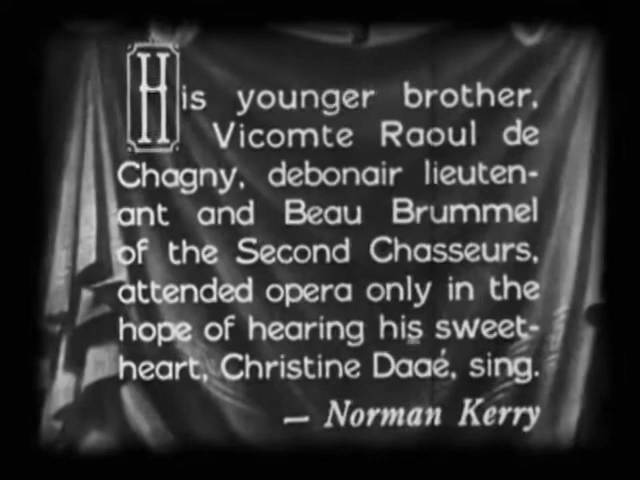 His younger brother,
Vicomte Raoul de
Chagny, debonair lieuten-
ant and Beau Brummel
of the Second Chasseurs,
attended opera only in the
hope of hearing his sweet-
heart, Christine Daaé, sing.
— Norman Kerry